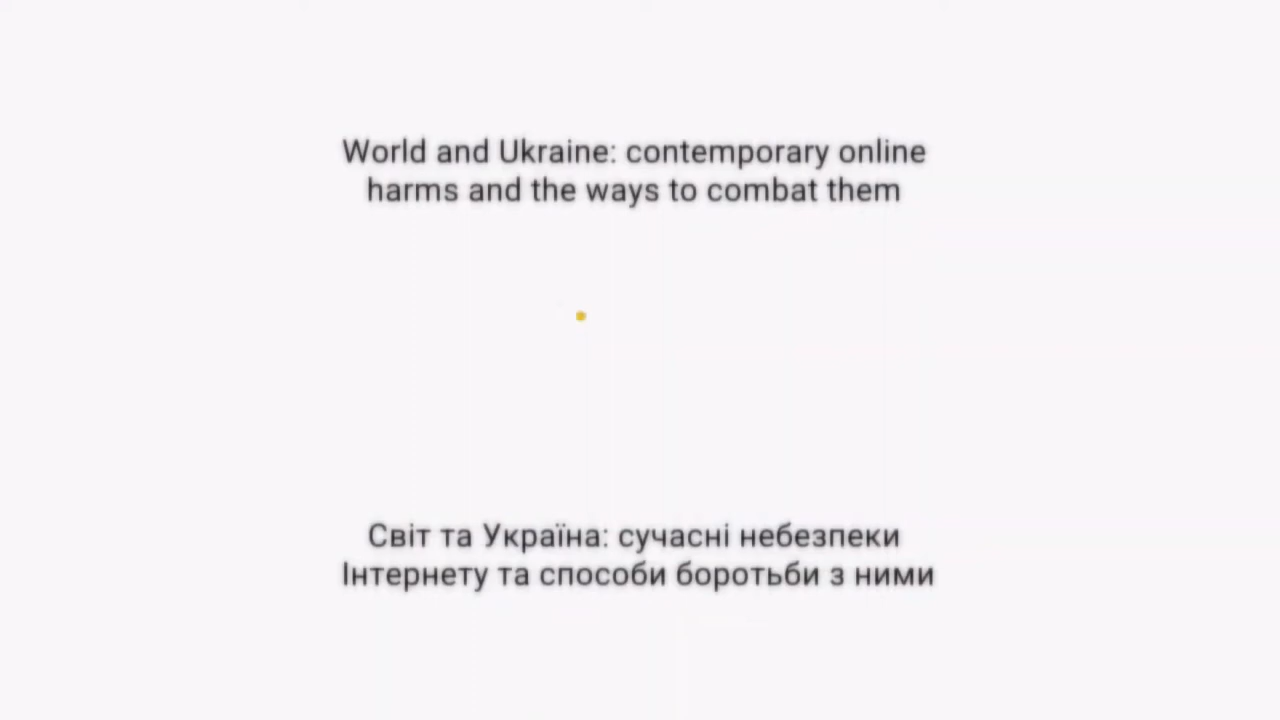 World and Ukraine: contemporary online
harms and the ways to combat them
Світ та Україна: сучасні небезпеки
Інтернету та способи боротьби з ними